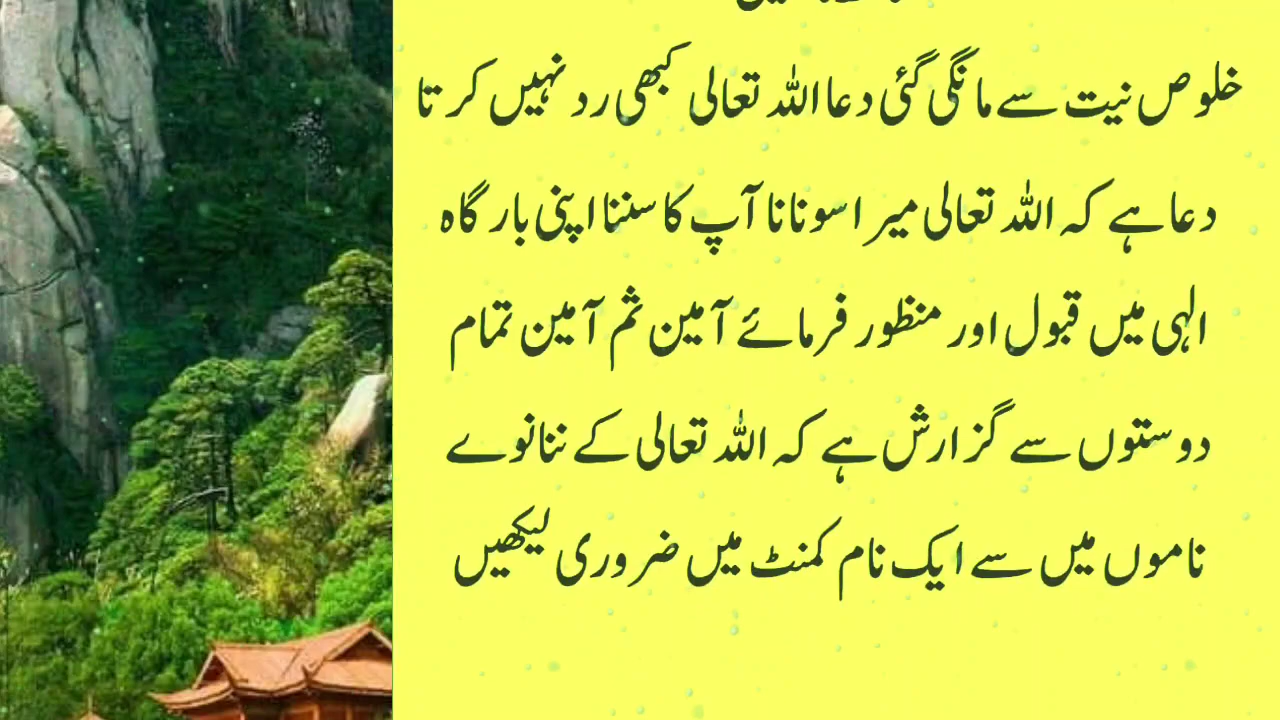 خلوص نیت سے مانگی گئی دعا اللہ تعالی کبھی رد نہیں کرتا
دعا ہے کہ اللہ تعالی میرا سونانا آپ کا سننا اپنی بارگاہ
الہی میں قبول اور منظور فرمائے آمین ثم آمین تمام
دوستوں سے گزارش ہے کہ اللہ تعالی کے ننانوے
ناموں میں سے ایک نام کمنٹ میں ضروری لیکھیں